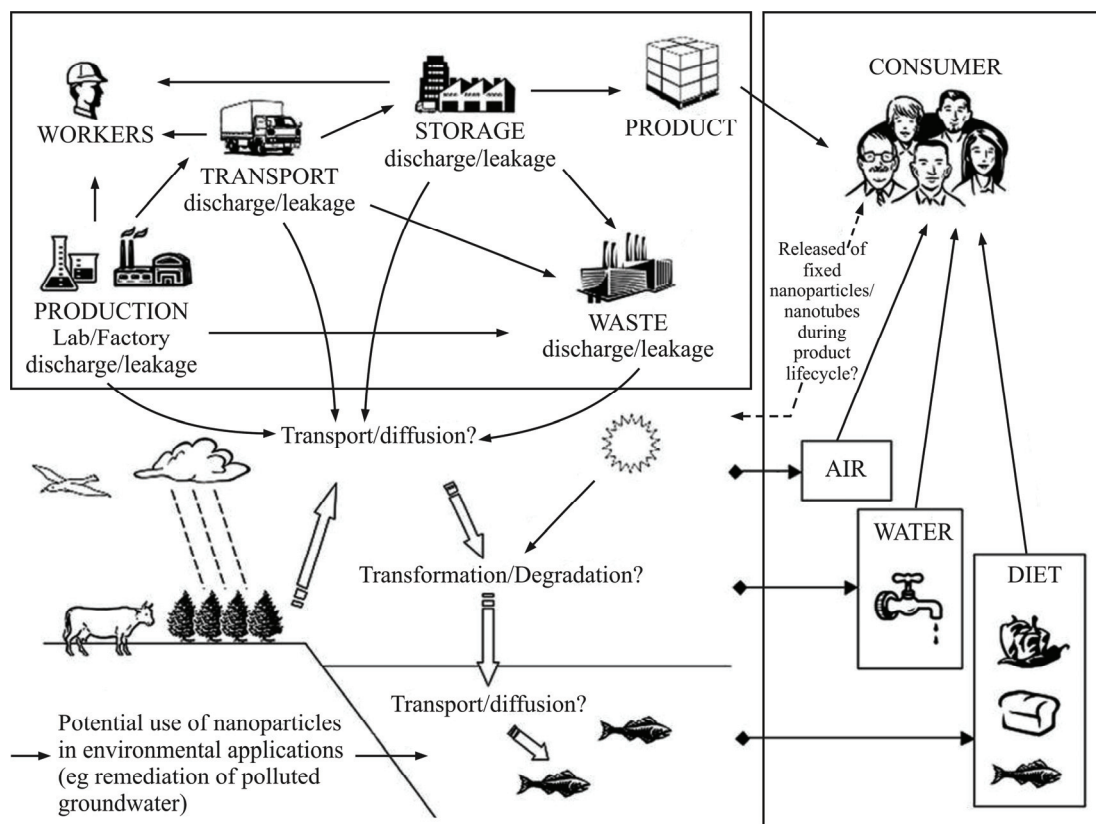 WORKERS
TRANSPORT
discharge/leakage
STORAGE
discharge/leakage
PRODUCT
PRODUCTION
Lab/Factory
discharge/leakage
WASTE
discharge/leakage
CONSUMER
Released of
fixed
nanoparticles/
nanotubes
during
product
lifecycle?
Transport/diffusion?
Transformation/Degradation?
Transport/diffusion?
Potential use of nanoparticles
in environmental applications
(eg remediation of polluted
groundwater)
AIR
WATER
DIET